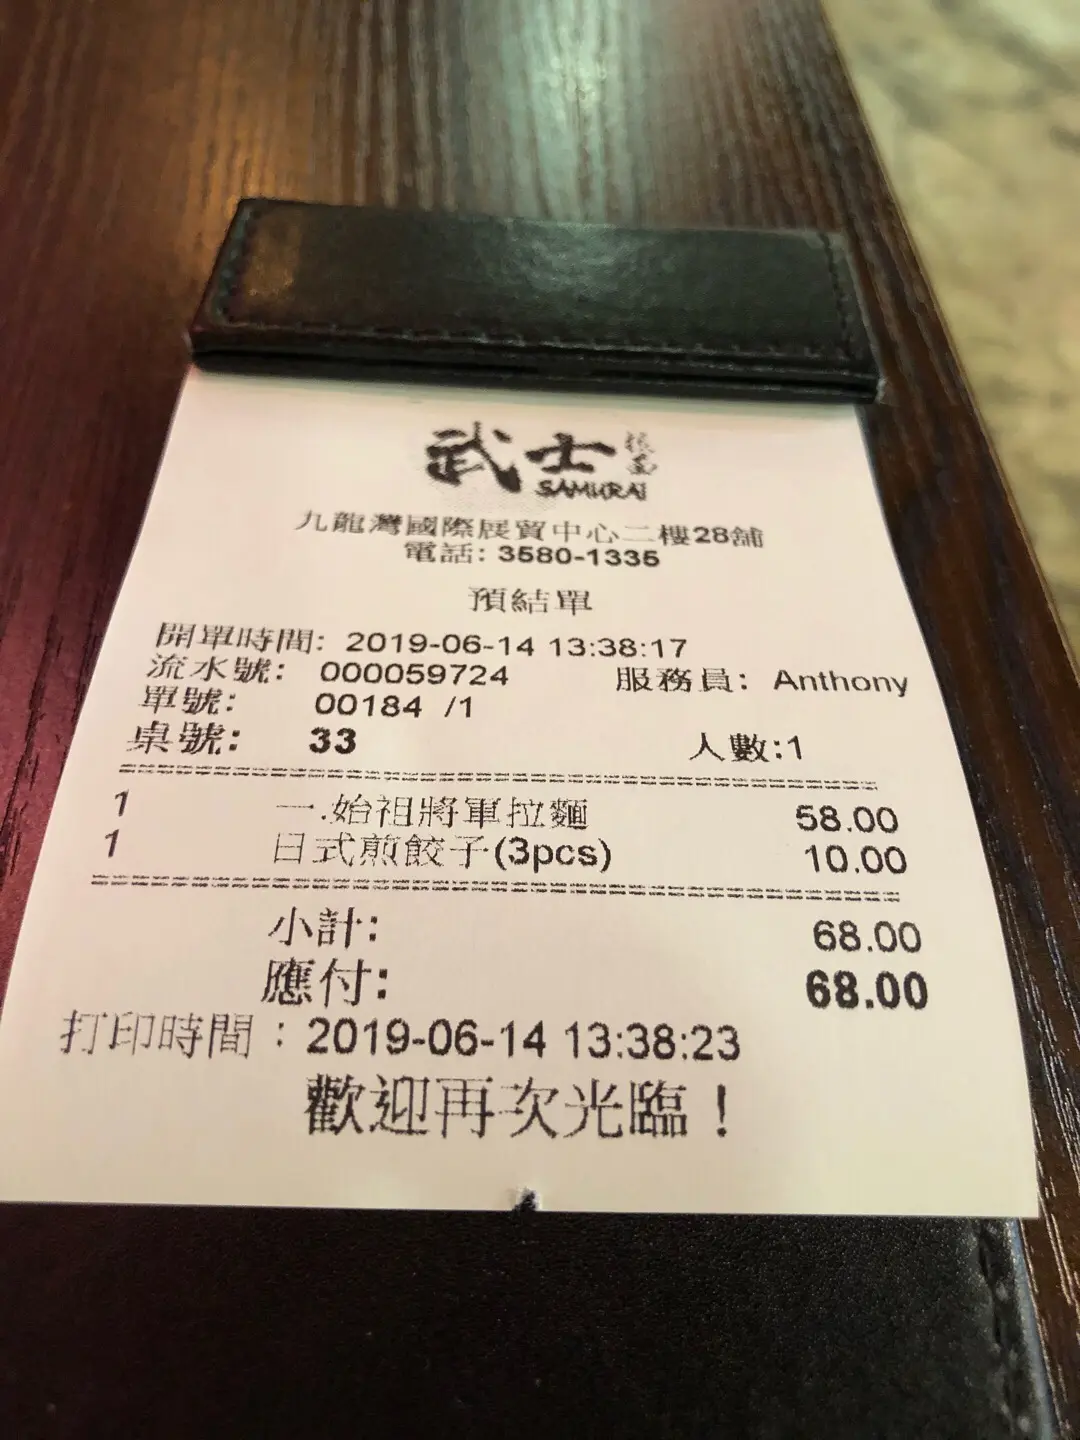 武士
SAMURAI
九龍灣國際展貿中心二樓28舖
電話: 3580-1335
預結單
開單時間: 2019-06-14 13:38:17
流水號: 000059724 服務員: Anthony
單號: 00184 /1
桌號: 33 人數:1
1 一.始祖將軍拉麵 58.00
1 日式煎餃子(3pcs) 10.00
小計: 68.00
應付: 68.00
打印時間 : 2019-06-14 13:38:23
歡迎再次光臨！